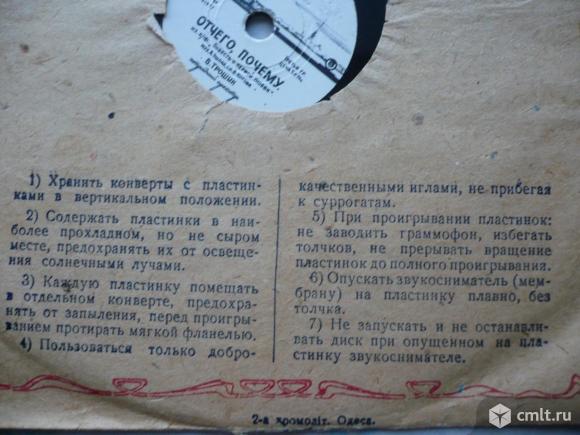 ОТЧЕГО, ПОЧЕМУ
В. ТРОШИН
1) Хранить конверты с пластин-
ками в вертикальном положении.
2) Содержать пластинки в наи-
более прохладном, но не сыром
месте, предохранять их от освеще-
ния солнечными лучами.
3) Каждую пластинку помещать
в отдельном конверте, предохра-
нять от запыления, перед проигры-
ванием протирать мягкой фланелью.
4) Пользоваться только добро-
качественными иглами, не прибегая
к суррогатам.
5) При проигрывании пластинок:
не заводить граммофон, избегать
толчков, не прерывать вращение
пластинок до полного проигрывания.
6) Опускать звукосниматель (мем-
брану) на пластинку плавно, без
толчка.
7) Не запускать и не останавли-
вать диск при опущенном на пла-
стинку звукоснимателе.
2-а хромоліт. Одеса.
cmlt.ru